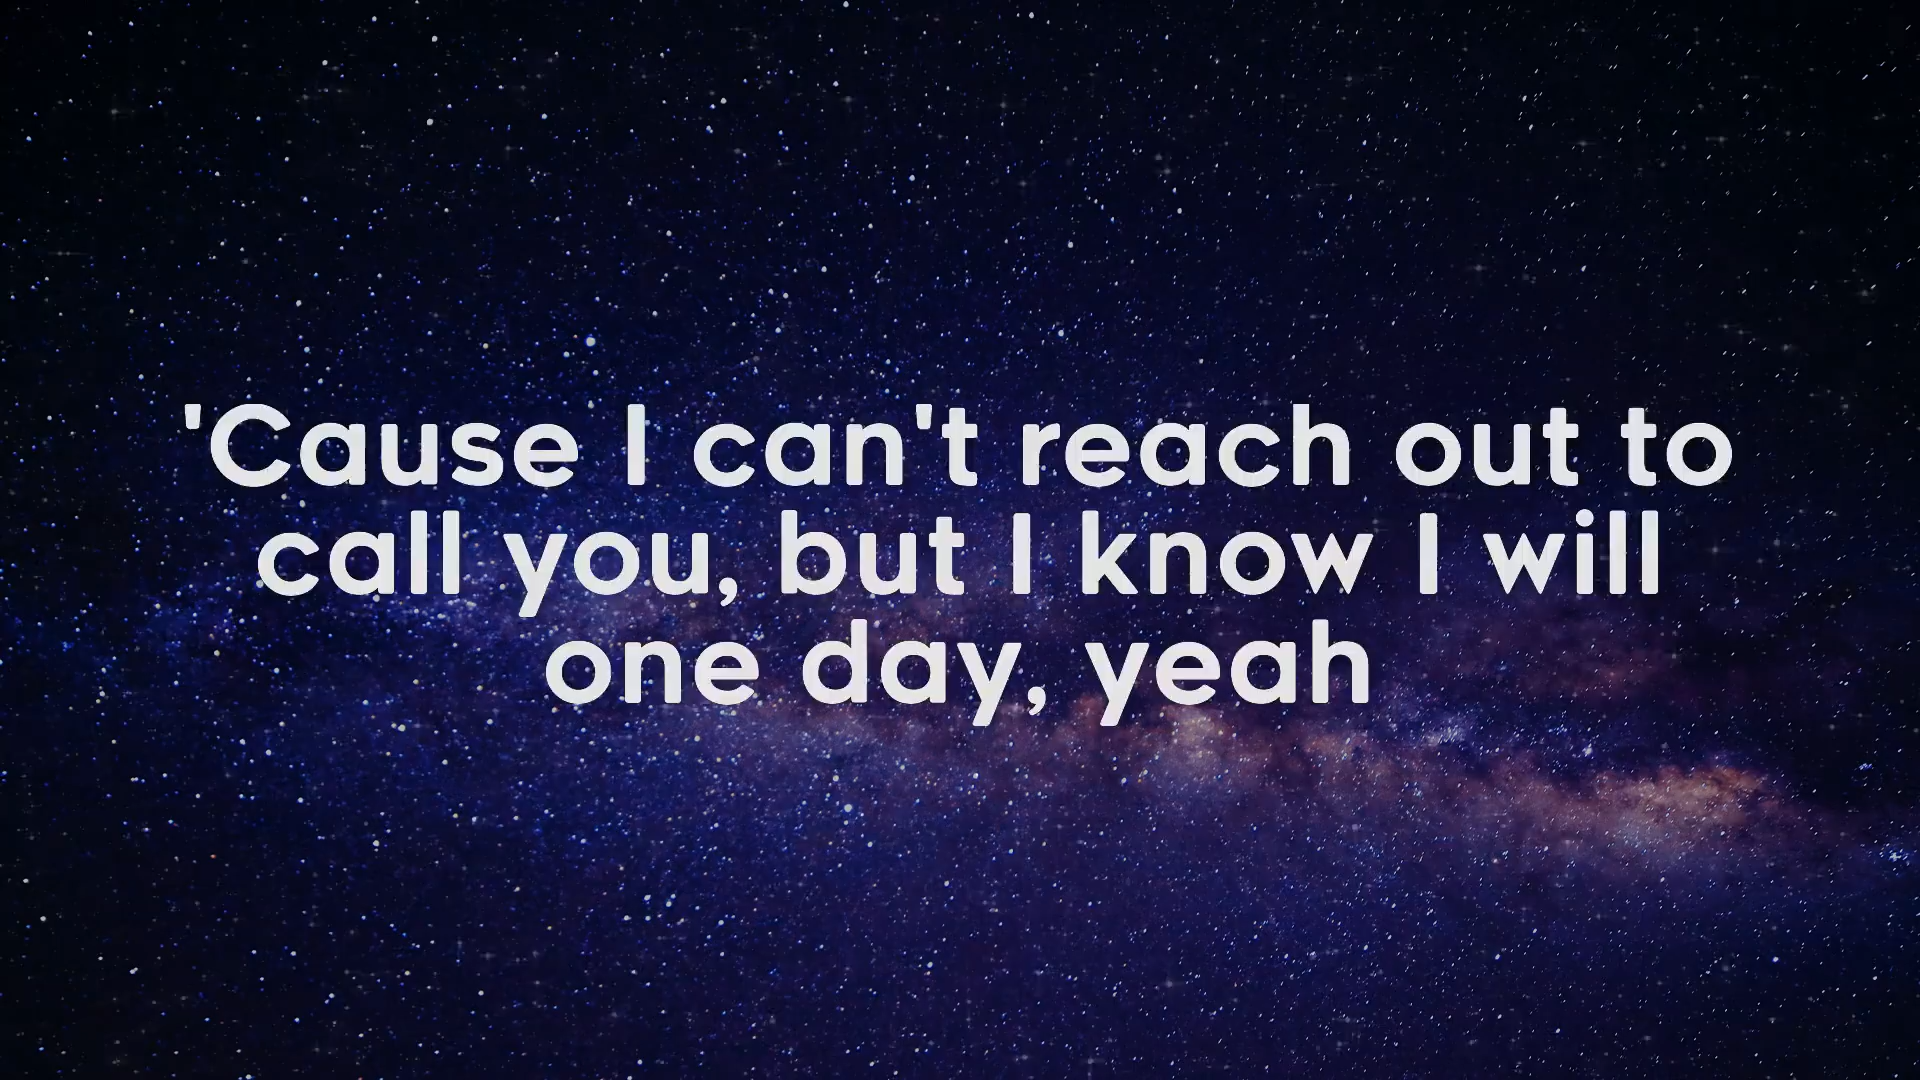 'Cause I can't reach out to
call you, but I know I will
one day, yeah